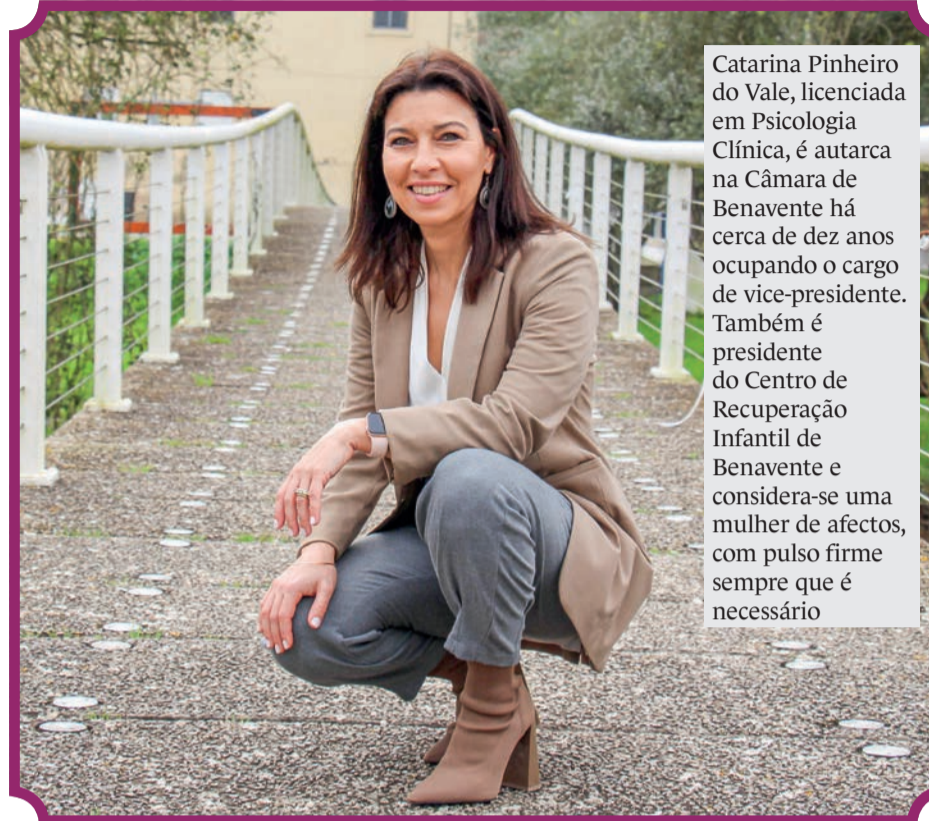 Catarina Pinheiro
do Vale, licenciada
em Psicologia
Clínica, é autarca
na Câmara de
Benavente há
cerca de dez anos
ocupando o cargo
de vice-presidente.
Também é
presidente
do Centro de
Recuperação
Infantil de
Benavente e
considera-se uma
mulher de afectos,
com pulso firme
sempre que é
necessário